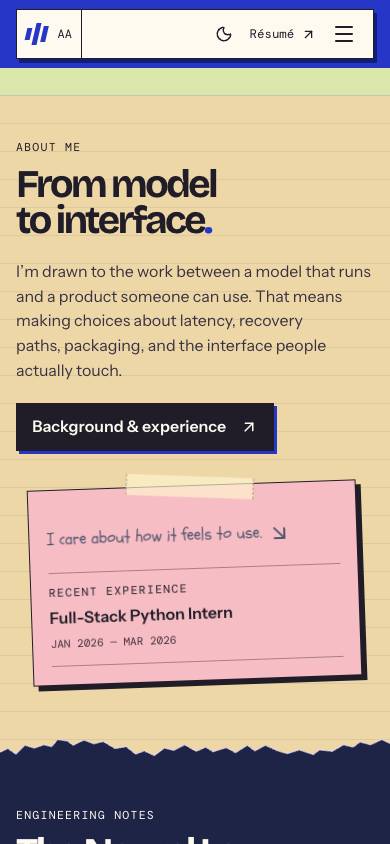 AA
Résumé
ABOUT ME
From model
to interface.
I'm drawn to the work between a model that runs
and a product someone can use. That means
making choices about latency, recovery
paths, packaging, and the interface people
actually touch.
Background & experience
I care about how it feels to use.
RECENT EXPERIENCE
Full-Stack Python Intern
JAN 2026 — MAR 2026
ENGINEERING NOTES